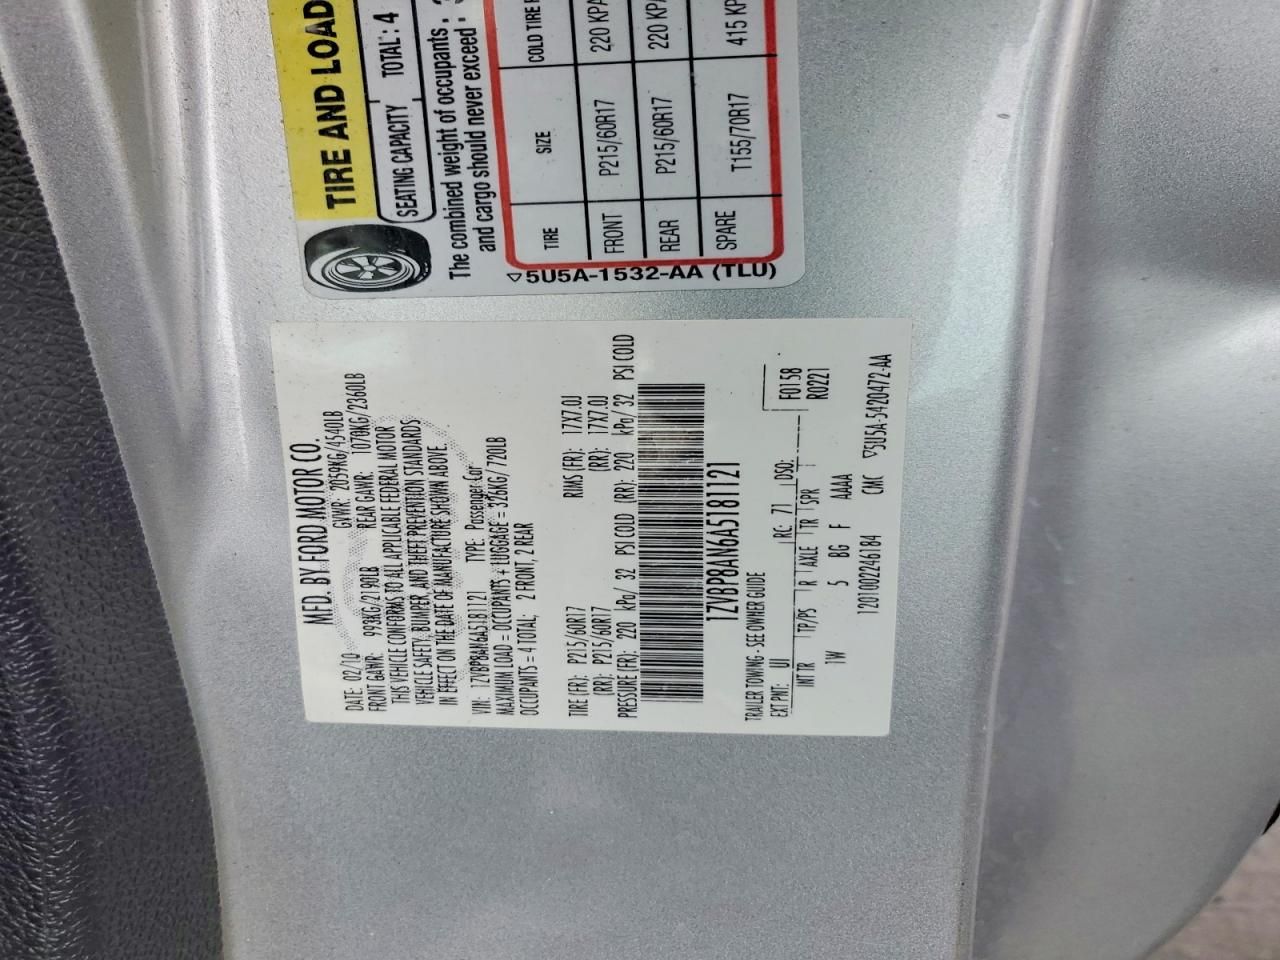 TIRE AND LOAD
SEATING CAPACITY TOTAL: 4
The combined weight of occupants
and cargo should never exceed
TIRE SIZE COLD TIRE
FRONT P215/60R17 220 KPA
REAR P215/60R17 220 KPA
SPARE T155/70R17 415 KP
5U5A-1532-AA (TLU)
MFD. BY FORD MOTOR CO.
DATE: 02/10 GVWR: 2059KG/4540LB
FRONT GAWR: 993KG/2190LB REAR GAWR: 1070KG/2360LB
THIS VEHICLE CONFORMS TO ALL APPLICABLE FEDERAL MOTOR
VEHICLE SAFETY, BUMPER, AND THEFT PREVENTION STANDARDS
IN EFFECT ON THE DATE OF MANUFACTURE SHOWN ABOVE.
VIN: 1ZVBP8AN6A5181121 TYPE: Passenger Car
MAXIMUM LOAD = OCCUPANTS + LUGGAGE = 326KG/720LB
OCCUPANTS = 4 TOTAL: 2 FRONT, 2 REAR
TIRE (FR): P215/60R17 RIMS (FR): 17X7.0J
(RR): P215/60R17 (RR): 17X7.0J
PRESSURE (FR): 220 kPa/ 32 PSI COLD (RR): 220 kPa/ 32 PSI COLD
1ZVBP8AN6A5181121
F0158
R0221
TRAILER TOWING - SEE OWNER GUIDE
EXT PNT: UI RC: 71 DSO:
INT TR TP/PS R AXLE TR SPR
1W 5 BG F AAAA
1201002246184 CMC 5U5A-5420472-AA